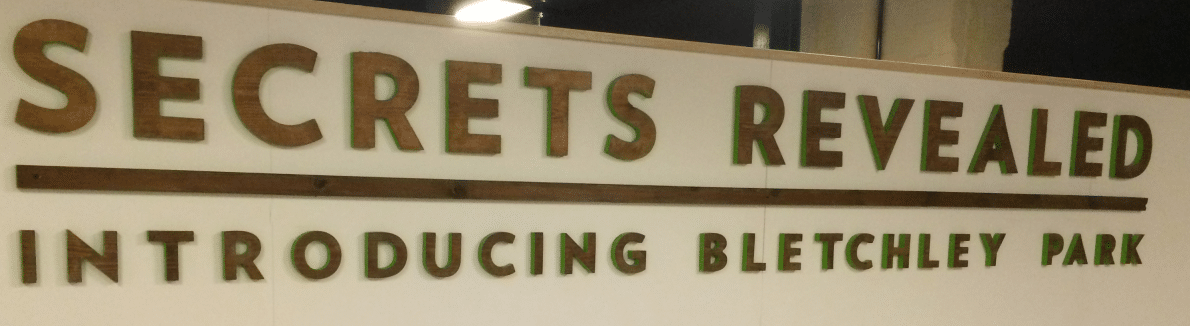 SECRETS REVEALED
INTRODUCING BLETCHLEY PARK